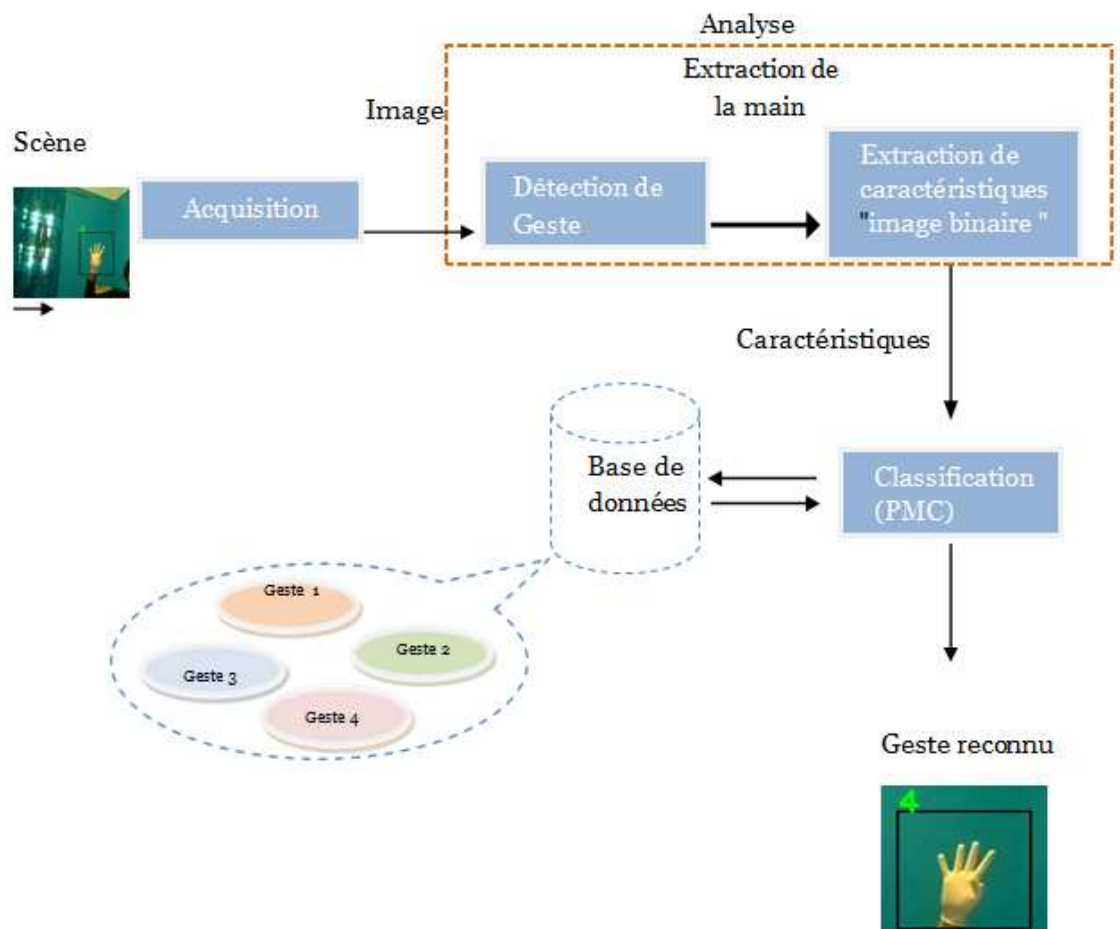 Analyse
Extraction de
la main
Image
Scène
Acquisition
Détection de
Geste
Extraction de
caractéristiques
"image binaire "
Caractéristiques
Base de
données
Classification
(PMC)
Geste 1
Geste 2
Geste 3
Geste 4
Geste reconnu
4